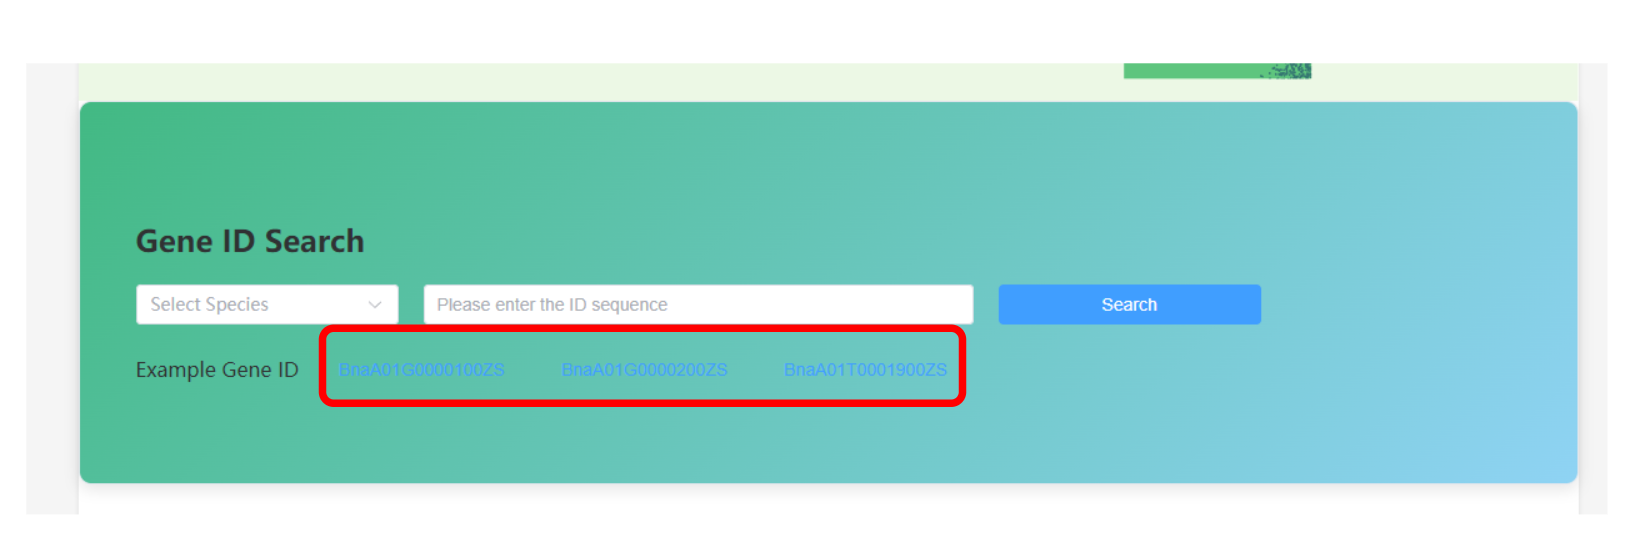 Gene ID Search
Select Species Please enter the ID sequence Search
Example Gene ID BnaA01G0000100ZS BnaA01G0000200ZS BnaA01T0001900ZS